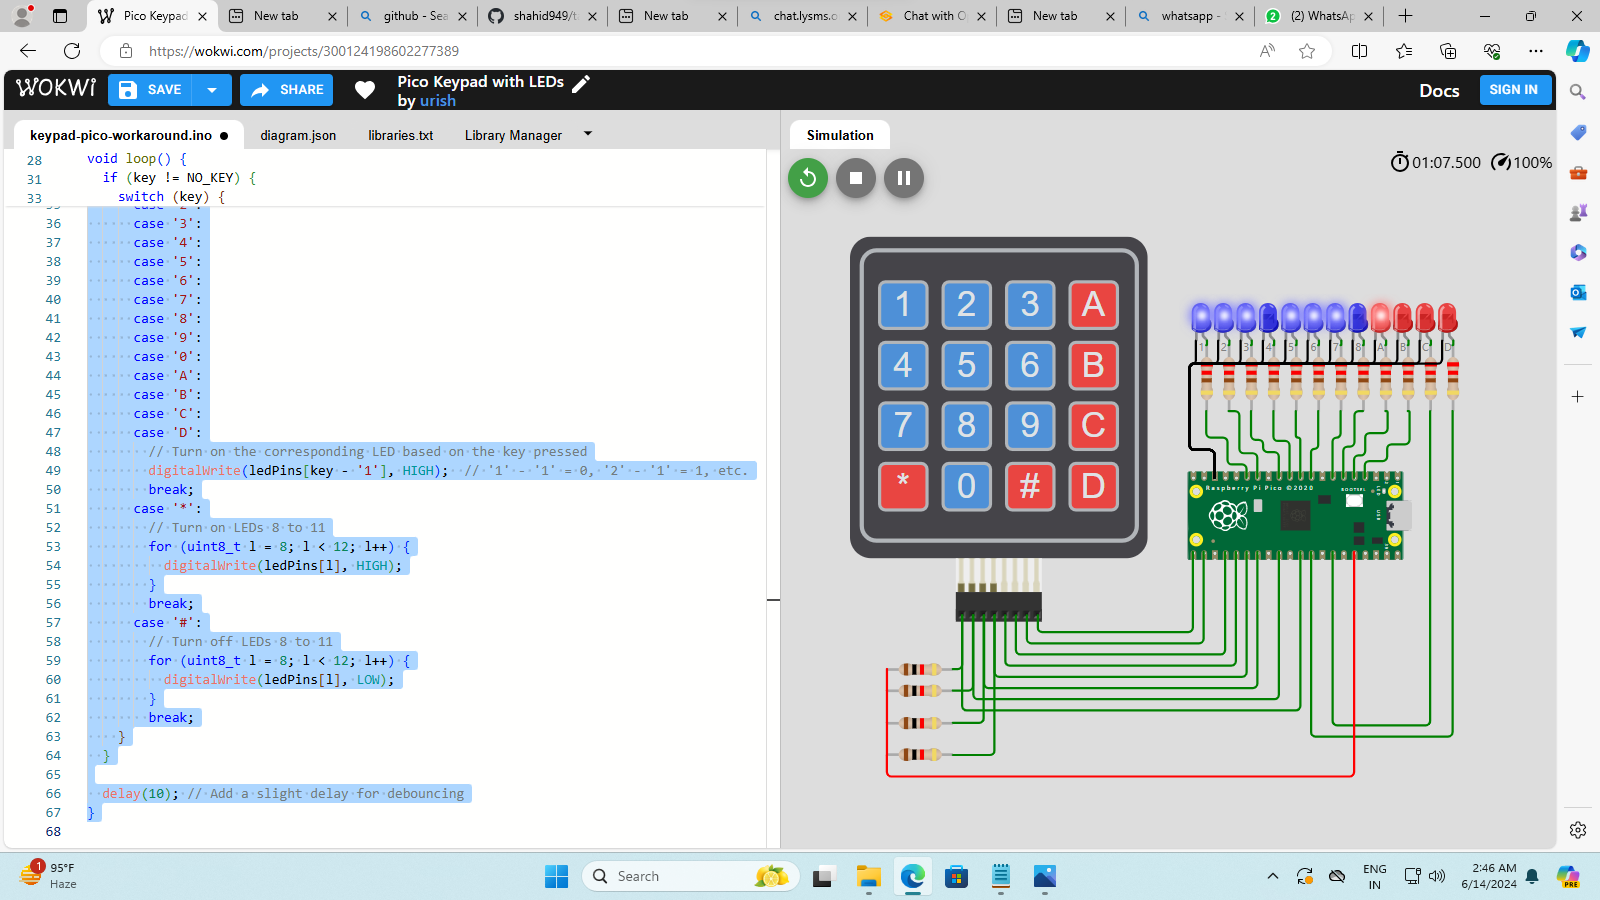 Pico Keypad
New tab
github - Sea
shahid949/ta
New tab
chat.lysms.o
Chat with O
New tab
whatsapp -
(2) WhatsAp
https://wokwi.com/projects/300124198602277389
WOKWI
SAVE
SHARE
Pico Keypad with LEDs
by urish
Docs
SIGN IN
keypad-pico-workaround.ino ●
diagram.json
libraries.txt
Library Manager
Simulation
01:07.500
100%
28 void loop() {
31 if (key != NO_KEY) {
33 switch (key) {
35 case '2':
36 case '3':
37 case '4':
38 case '5':
39 case '6':
40 case '7':
41 case '8':
42 case '9':
43 case '0':
44 case 'A':
45 case 'B':
46 case 'C':
47 case 'D':
48 // Turn on the corresponding LED based on the key pressed
49 digitalWrite(ledPins[key - '1'], HIGH); // '1' - '1' = 0, '2' - '1' = 1, etc.
50 break;
51 case '*':
52 // Turn on LEDs 8 to 11
53 for (uint8_t l = 8; l < 12; l++) {
54 digitalWrite(ledPins[l], HIGH);
55 }
56 break;
57 case '#':
58 // Turn off LEDs 8 to 11
59 for (uint8_t l = 8; l < 12; l++) {
60 digitalWrite(ledPins[l], LOW);
61 }
62 break;
63 }
64 }
65
66 delay(10); // Add a slight delay for debouncing
67 }
68
1 2 3 A
4 5 6 B
7 8 9 C
* 0 # D
1 2 3 4 5 6 7 8 A B C D
Raspberry Pi Pico ©2020
BOOTSEL
LED
USB
1
95°F
Haze
Search
ENG
IN
2:46 AM
6/14/2024
PRE